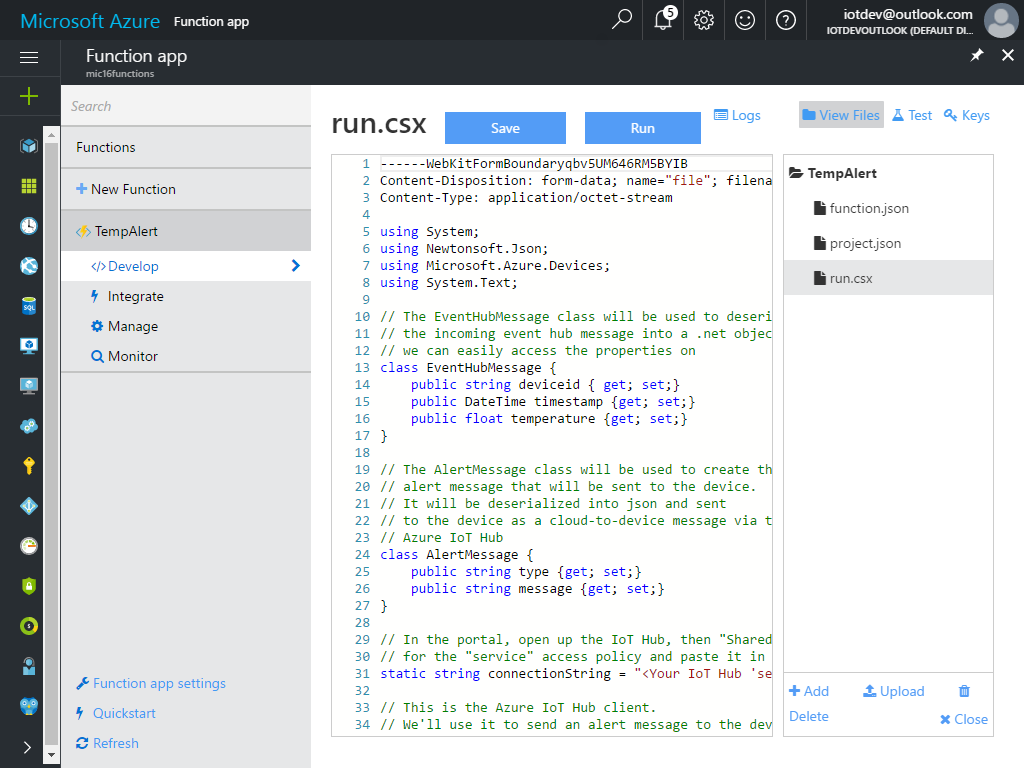 Microsoft Azure Function app
5
iotdev@outlook.com
IOTDEVOUTLOOK (DEFAULT DI...
Function app
mic16functions
Search
Functions
New Function
TempAlert
</> Develop
Integrate
Manage
Monitor
Function app settings
Quickstart
Refresh
run.csx
Save
Run
Logs
View Files
Test
Keys
1 ------WebKitFormBoundaryqbv5UM646RM5BYIB
2 Content-Disposition: form-data; name="file"; filena
3 Content-Type: application/octet-stream
4
5 using System;
6 using Newtonsoft.Json;
7 using Microsoft.Azure.Devices;
8 using System.Text;
9
10 // The EventHubMessage class will be used to deseri
11 // the incoming event hub message into a .net objec
12 // we can easily access the properties on
13 class EventHubMessage {
14 public string deviceid { get; set;}
15 public DateTime timestamp {get; set;}
16 public float temperature {get; set;}
17 }
18
19 // The AlertMessage class will be used to create th
20 // alert message that will be sent to the device.
21 // It will be deserialized into json and sent
22 // to the device as a cloud-to-device message via t
23 // Azure IoT Hub
24 class AlertMessage {
25 public string type {get; set;}
26 public string message {get; set;}
27 }
28
29 // In the portal, open up the IoT Hub, then "Shared
30 // for the "service" access policy and paste it in
31 static string connectionString = "<Your IoT Hub 'se
32
33 // This is the Azure IoT Hub client.
34 // We'll use it to send an alert message to the dev
TempAlert
function.json
project.json
run.csx
Add
Upload
Delete
Close
SQL